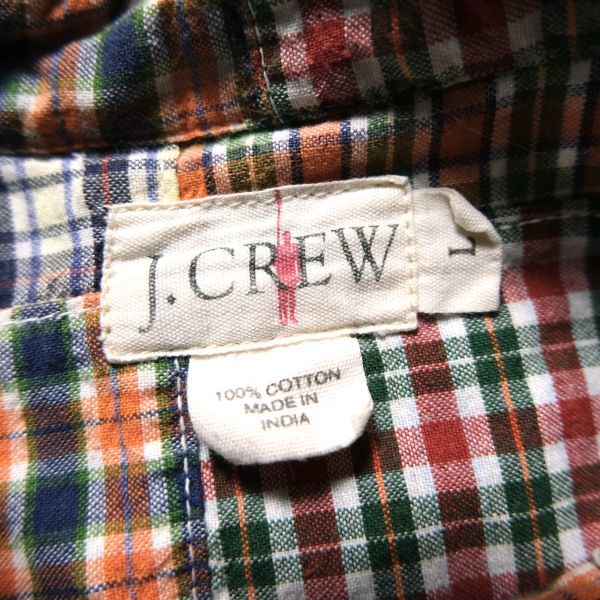 J.CREW
L
100% COTTON
MADE IN
INDIA